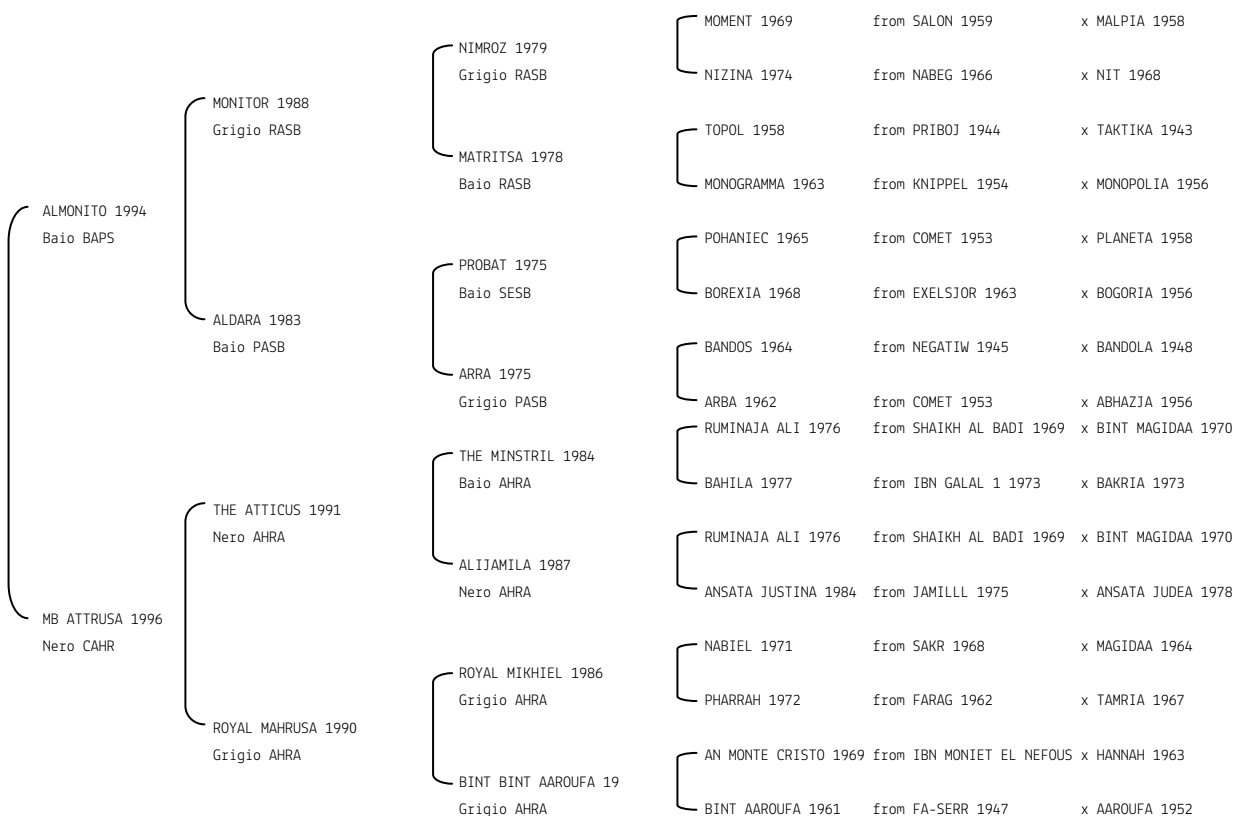 MOMENT 1969 from SALON 1959 x MALPIA 1958
NIMROZ 1979
Grigio RASB
NIZINA 1974 from NABEG 1966 x NIT 1968
MONITOR 1988
Grigio RASB
TOPOL 1958 from PRIBOJ 1944 x TAKTIKA 1943
MATRITSA 1978
Baio RASB
MONOGRAMMA 1963 from KNIPPEL 1954 x MONOPOLIA 1956
ALMONITO 1994
Baio BAPS
POHANIEC 1965 from COMET 1953 x PLANETA 1958
PROBAT 1975
Baio SESB
BOREXIA 1968 from EXELSJOR 1963 x BOGORIA 1956
ALDARA 1983
Baio PASB
BANDOS 1964 from NEGATIW 1945 x BANDOLA 1948
ARRA 1975
Grigio PASB
ARBA 1962 from COMET 1953 x ABHAZJA 1956
RUMINAJA ALI 1976 from SHAIKH AL BADI 1969 x BINT MAGIDAA 1970
THE MINSTRIL 1984
Baio AHRA
BAHILA 1977 from IBN GALAL 1 1973 x BAKRIA 1973
THE ATTICUS 1991
Nero AHRA
RUMINAJA ALI 1976 from SHAIKH AL BADI 1969 x BINT MAGIDAA 1970
ALIJAMILA 1987
Nero AHRA
ANSATA JUSTINA 1984 from JAMILLL 1975 x ANSATA JUDEA 1978
MB ATTRUSA 1996
Nero CAHR
NABIEL 1971 from SAKR 1968 x MAGIDAA 1964
ROYAL MIKHIEL 1986
Grigio AHRA
PHARRAH 1972 from FARAG 1962 x TAMRIA 1967
ROYAL MAHRUSA 1990
Grigio AHRA
AN MONTE CRISTO 1969 from IBN MONIET EL NEFOUS x HANNAH 1963
BINT BINT AAROUFA 19
Grigio AHRA
BINT AAROUFA 1961 from FA-SERR 1947 x AAROUFA 1952